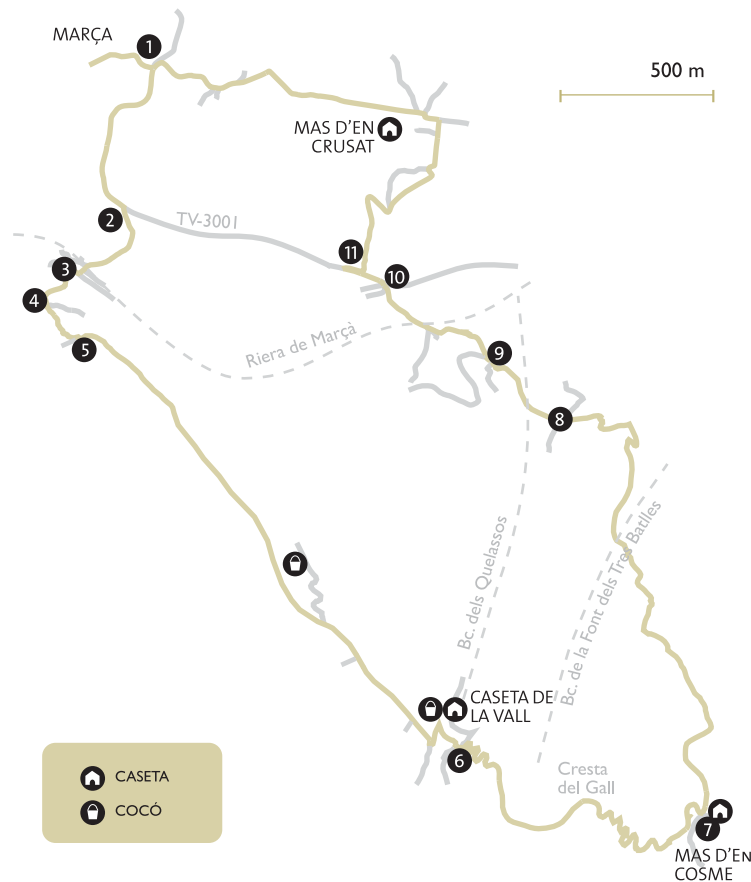 MARÇA
1
500 m
MAS D'EN
CRUSAT
2
TV-3001
11
3
10
4
Riera de Marçà
5
9
8
Bc. dels Quelassos
Bc. de la Font dels Tres Batlles
CASETA DE
LA VALL
6
Cresta
del Gall
CASETA
COCÓ
7
MAS D'EN
COSME